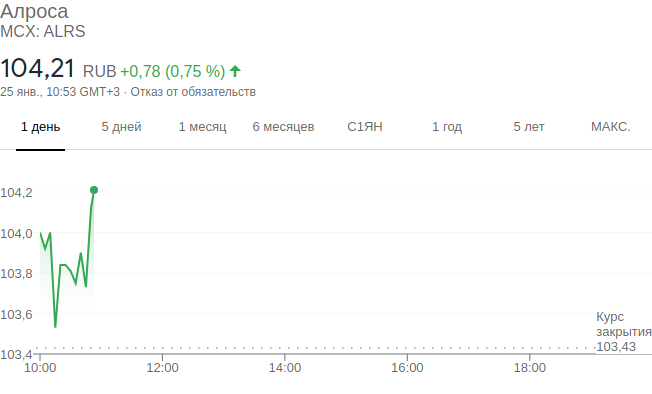 Алроса
MCX: ALRS
104,21 RUB +0,78 (0,75 %)
25 янв., 10:53 GMT+3 · Отказ от обязательств
1 день 5 дней 1 месяц 6 месяцев С1ЯН 1 год 5 лет МАКС.
104,2
104,0
103,8
103,6
103,4
Курс
закрытия
103,43
10:00 12:00 14:00 16:00 18:00